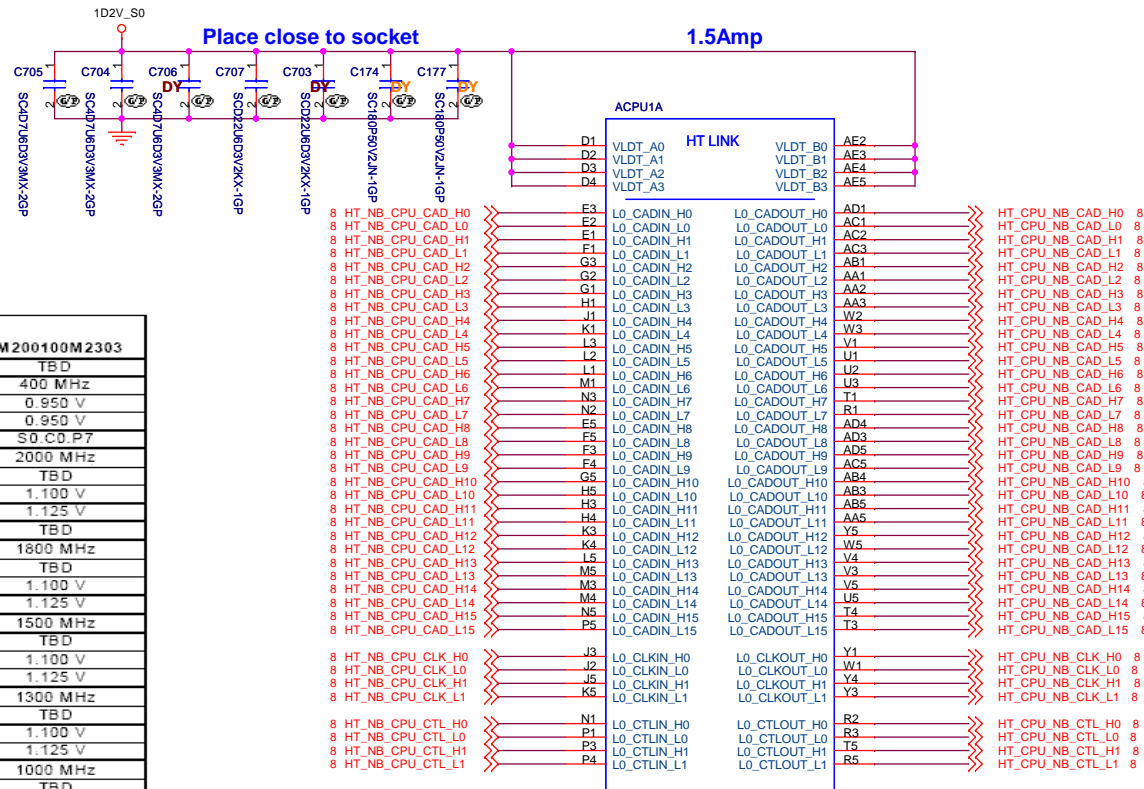 1D2V_S0
Place close to socket
1.5Amp
C705
C704
C706
C707
C703
C174
C177
1 1 1 1 1 1 1
DY DY DY DY
2 2 2 2 2 2 2
SC4D7U6D3V3MX-2GP
SC4D7U6D3V3MX-2GP
SC4D7U6D3V3MX-2GP
SCD22U6D3V2KX-1GP
SCD22U6D3V2KX-1GP
SC180P50V2JN-1GP
SC180P50V2JN-1GP
ACPU1A
HT LINK
D1 VLDT_A0 VLDT_B0 AE2
D2 VLDT_A1 VLDT_B1 AE3
D3 VLDT_A2 VLDT_B2 AE4
D4 VLDT_A3 VLDT_B3 AE5
8 HT_NB_CPU_CAD_H0 E3 L0_CADIN_H0 L0_CADOUT_H0 AD1 HT_CPU_NB_CAD_H0 8
8 HT_NB_CPU_CAD_L0 E2 L0_CADIN_L0 L0_CADOUT_L0 AC1 HT_CPU_NB_CAD_L0 8
8 HT_NB_CPU_CAD_H1 E1 L0_CADIN_H1 L0_CADOUT_H1 AC2 HT_CPU_NB_CAD_H1 8
8 HT_NB_CPU_CAD_L1 F1 L0_CADIN_L1 L0_CADOUT_L1 AC3 HT_CPU_NB_CAD_L1 8
8 HT_NB_CPU_CAD_H2 G3 L0_CADIN_H2 L0_CADOUT_H2 AB1 HT_CPU_NB_CAD_H2 8
8 HT_NB_CPU_CAD_L2 G2 L0_CADIN_L2 L0_CADOUT_L2 AA1 HT_CPU_NB_CAD_L2 8
8 HT_NB_CPU_CAD_H3 G1 L0_CADIN_H3 L0_CADOUT_H3 AA2 HT_CPU_NB_CAD_H3 8
8 HT_NB_CPU_CAD_L3 H1 L0_CADIN_L3 L0_CADOUT_L3 AA3 HT_CPU_NB_CAD_L3 8
8 HT_NB_CPU_CAD_H4 J1 L0_CADIN_H4 L0_CADOUT_H4 W2 HT_CPU_NB_CAD_H4 8
8 HT_NB_CPU_CAD_L4 K1 L0_CADIN_L4 L0_CADOUT_L4 W3 HT_CPU_NB_CAD_L4 8
8 HT_NB_CPU_CAD_H5 L3 L0_CADIN_H5 L0_CADOUT_H5 V1 HT_CPU_NB_CAD_H5 8
8 HT_NB_CPU_CAD_L5 L2 L0_CADIN_L5 L0_CADOUT_L5 U1 HT_CPU_NB_CAD_L5 8
8 HT_NB_CPU_CAD_H6 L1 L0_CADIN_H6 L0_CADOUT_H6 U2 HT_CPU_NB_CAD_H6 8
8 HT_NB_CPU_CAD_L6 M1 L0_CADIN_L6 L0_CADOUT_L6 U3 HT_CPU_NB_CAD_L6 8
8 HT_NB_CPU_CAD_H7 N3 L0_CADIN_H7 L0_CADOUT_H7 T1 HT_CPU_NB_CAD_H7 8
8 HT_NB_CPU_CAD_L7 N2 L0_CADIN_L7 L0_CADOUT_L7 R1 HT_CPU_NB_CAD_L7 8
8 HT_NB_CPU_CAD_H8 E5 L0_CADIN_H8 L0_CADOUT_H8 AD4 HT_CPU_NB_CAD_H8 8
8 HT_NB_CPU_CAD_L8 F5 L0_CADIN_L8 L0_CADOUT_L8 AD3 HT_CPU_NB_CAD_L8 8
8 HT_NB_CPU_CAD_H9 F3 L0_CADIN_H9 L0_CADOUT_H9 AD5 HT_CPU_NB_CAD_H9 8
8 HT_NB_CPU_CAD_L9 F4 L0_CADIN_L9 L0_CADOUT_L9 AC5 HT_CPU_NB_CAD_L9 8
8 HT_NB_CPU_CAD_H10 G5 L0_CADIN_H10 L0_CADOUT_H10 AB4 HT_CPU_NB_CAD_H10
8 HT_NB_CPU_CAD_L10 H5 L0_CADIN_L10 L0_CADOUT_L10 AB3 HT_CPU_NB_CAD_L10 8
8 HT_NB_CPU_CAD_H11 H3 L0_CADIN_H11 L0_CADOUT_H11 AB5 HT_CPU_NB_CAD_H11
8 HT_NB_CPU_CAD_L11 H4 L0_CADIN_L11 L0_CADOUT_L11 AA5 HT_CPU_NB_CAD_L11 8
8 HT_NB_CPU_CAD_H12 K3 L0_CADIN_H12 L0_CADOUT_H12 Y5 HT_CPU_NB_CAD_H12
8 HT_NB_CPU_CAD_L12 K4 L0_CADIN_L12 L0_CADOUT_L12 W5 HT_CPU_NB_CAD_L12 8
8 HT_NB_CPU_CAD_H13 L5 L0_CADIN_H13 L0_CADOUT_H13 V4 HT_CPU_NB_CAD_H13
8 HT_NB_CPU_CAD_L13 M5 L0_CADIN_L13 L0_CADOUT_L13 V3 HT_CPU_NB_CAD_L13 8
8 HT_NB_CPU_CAD_H14 M3 L0_CADIN_H14 L0_CADOUT_H14 V5 HT_CPU_NB_CAD_H14
8 HT_NB_CPU_CAD_L14 M4 L0_CADIN_L14 L0_CADOUT_L14 U5 HT_CPU_NB_CAD_L14 8
8 HT_NB_CPU_CAD_H15 N5 L0_CADIN_H15 L0_CADOUT_H15 T4 HT_CPU_NB_CAD_H15
8 HT_NB_CPU_CAD_L15 P5 L0_CADIN_L15 L0_CADOUT_L15 T3 HT_CPU_NB_CAD_L15 8
8 HT_NB_CPU_CLK_H0 J3 L0_CLKIN_H0 L0_CLKOUT_H0 Y1 HT_CPU_NB_CLK_H0 8
8 HT_NB_CPU_CLK_L0 J2 L0_CLKIN_L0 L0_CLKOUT_L0 W1 HT_CPU_NB_CLK_L0 8
8 HT_NB_CPU_CLK_H1 J5 L0_CLKIN_H1 L0_CLKOUT_H1 Y4 HT_CPU_NB_CLK_H1 8
8 HT_NB_CPU_CLK_L1 K5 L0_CLKIN_L1 L0_CLKOUT_L1 Y3 HT_CPU_NB_CLK_L1 8
8 HT_NB_CPU_CTL_H0 N1 L0_CTLIN_H0 L0_CTLOUT_H0 R2 HT_CPU_NB_CTL_H0 8
8 HT_NB_CPU_CTL_L0 P1 L0_CTLIN_L0 L0_CTLOUT_L0 R3 HT_CPU_NB_CTL_L0 8
8 HT_NB_CPU_CTL_H1 P3 L0_CTLIN_H1 L0_CTLOUT_H1 T5 HT_CPU_NB_CTL_H1 8
8 HT_NB_CPU_CTL_L1 P4 L0_CTLIN_L1 L0_CTLOUT_L1 R5 HT_CPU_NB_CTL_L1 8
M200100M2303
TBD
400 MHz
0.950 V
0.950 V
S0.C0.P7
2000 MHz
TBD
1.100 V
1.125 V
TBD
1800 MHz
TBD
1.100 V
1.125 V
1500 MHz
TBD
1.100 V
1.125 V
1300 MHz
TBD
1.100 V
1.125 V
1000 MHz
TBD